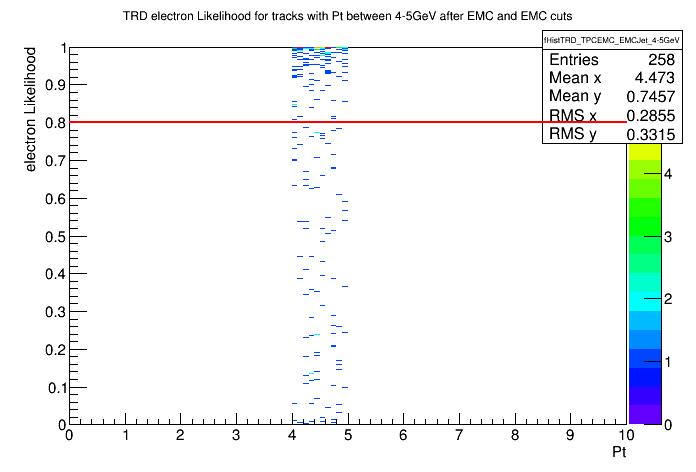 TRD electron Likelihood for tracks with Pt between 4-5GeV after EMC and EMC cuts
fHistTRD_TPCEMC_EMCJet_4-5GeV
Entries 258
Mean x 4.473
Mean y 0.7457
RMS x 0.2855
RMS y 0.3315
electron Likelihood
1
0.9
0.8
0.7
0.6
0.5
0.4
0.3
0.2
0.1
0
0 1 2 3 4 5 6 7 8 9 10
Pt
4
3
2
1
0